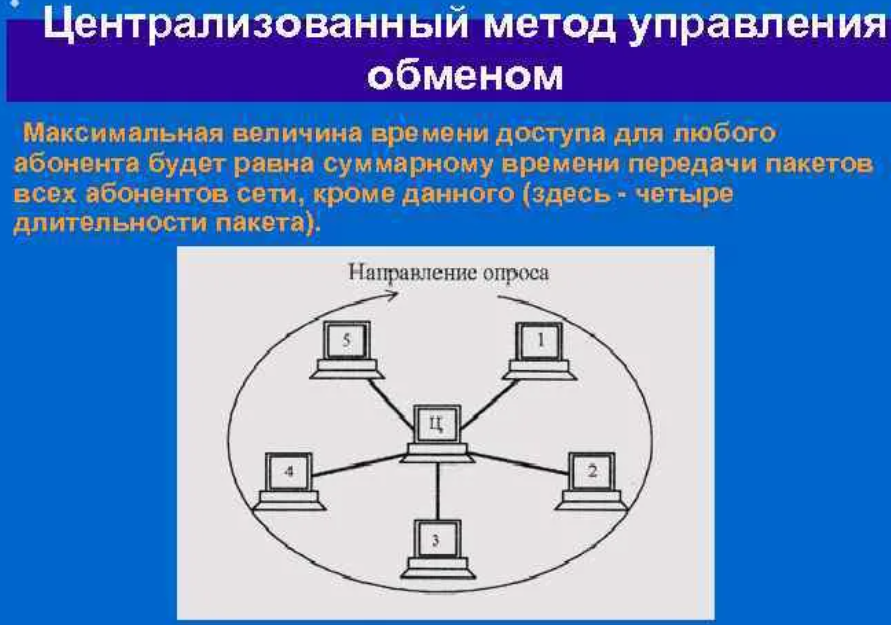 Централизованный метод управления
обменом
Максимальная величина времени доступа для любого
абонента будет равна суммарному времени передачи пакетов
всех абонентов сети, кроме данного (здесь - четыре
длительности пакета).
Направление опроса
5
1
Ц
4
2
3